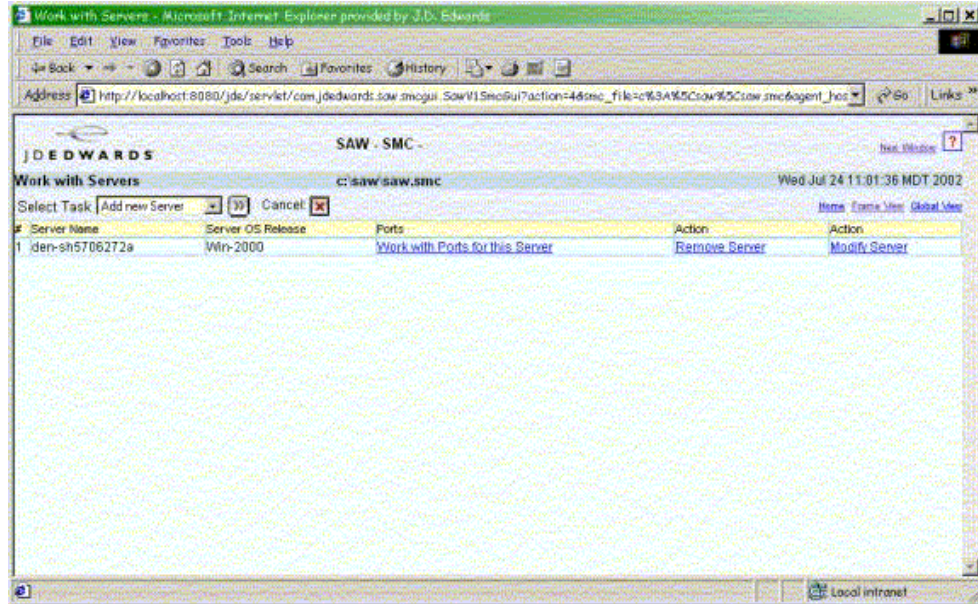 Work with Servers - Microsoft Internet Explorer provided by J.D. Edwards
File Edit View Favorites Tools Help
Back Search Favorites History
Address http://localhost:8080/jde/servlet/com.jdedwards.saw.smcgui.SawV1SmcGui?action=4&smc_file=c%3A%5Csaw%5Csaw.smc&agent_hos Go Links »
JDEDWARDS SAW - SMC - New Window ?
Work with Servers c:\saw\saw.smc Wed Jul 24 11:01:36 MDT 2002
Select Task Add new Server Cancel: Home Frame View Global View
# Server Name Server OS Release Ports Action Action
1 den-sh5706272a Win-2000 Work with Ports for this Server Remove Server Modify Server
Local intranet